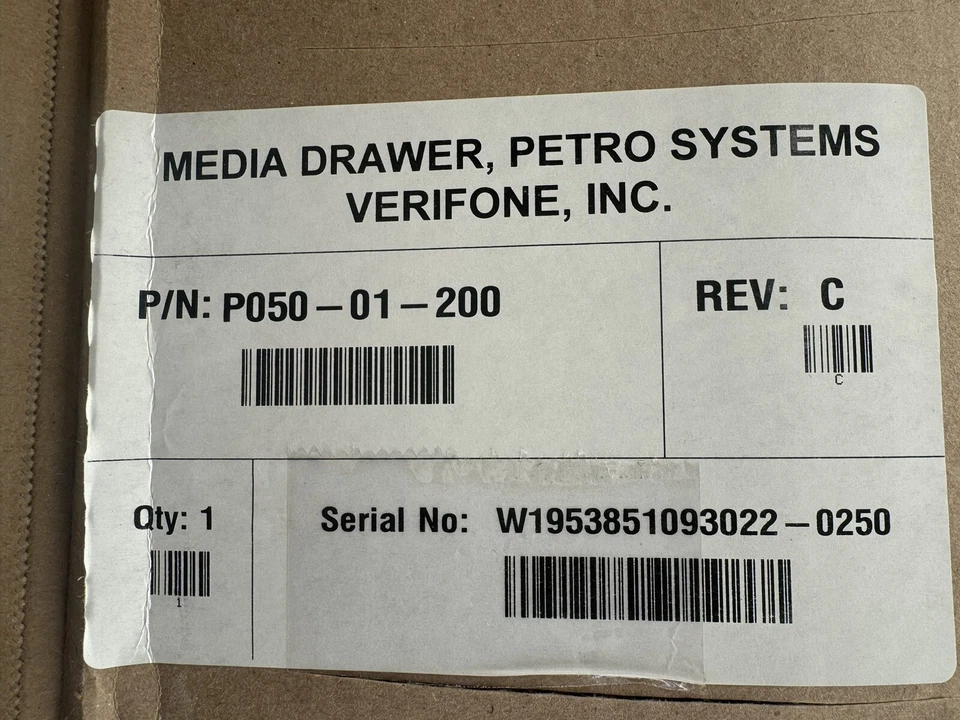 MEDIA DRAWER, PETRO SYSTEMS
VERIFONE, INC.
P/N: P050-01-200
REV: C
C
Qty: 1
1
Serial No: W1953851093022-0250